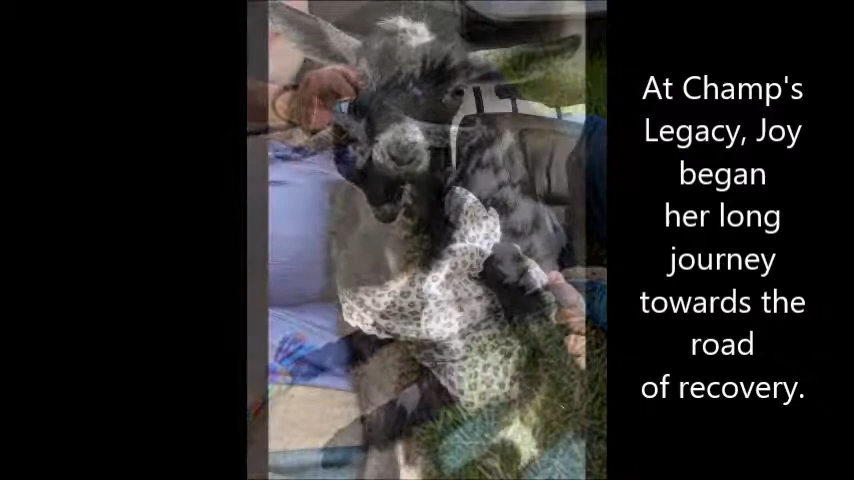 At Champ's
Legacy, Joy
began
her long
journey
towards the
road
of recovery.